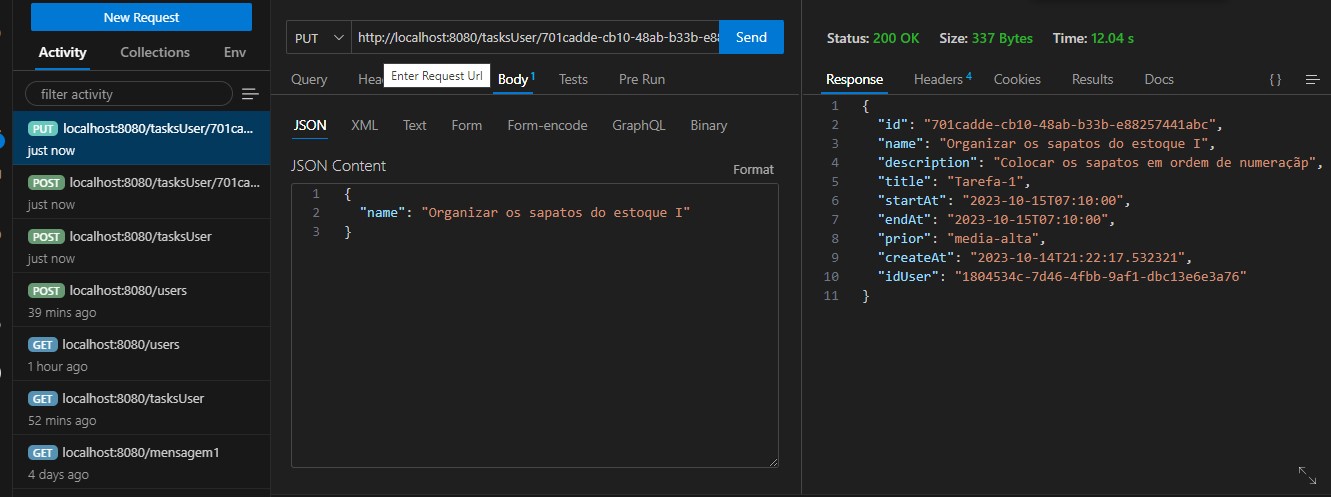 New Request
Activity Collections Env
filter activity
PUT localhost:8080/tasksUser/701ca...
just now
POST localhost:8080/tasksUser/701ca...
just now
POST localhost:8080/tasksUser
just now
POST localhost:8080/users
39 mins ago
GET localhost:8080/users
1 hour ago
GET localhost:8080/tasksUser
52 mins ago
GET localhost:8080/mensagem1
4 days ago
PUT http://localhost:8080/tasksUser/701cadde-cb10-48ab-b33b-e8 Send
Query Hea Enter Request Url Body 1 Tests Pre Run
JSON XML Text Form Form-encode GraphQL Binary
JSON Content Format
1 {
2 "name": "Organizar os sapatos do estoque I"
3 }
Status: 200 OK Size: 337 Bytes Time: 12.04 s
Response Headers 4 Cookies Results Docs {}
1 {
2 "id": "701cadde-cb10-48ab-b33b-e88257441abc",
3 "name": "Organizar os sapatos do estoque I",
4 "description": "Colocar os sapatos em ordem de numeraçãp",
5 "title": "Tarefa-1",
6 "startAt": "2023-10-15T07:10:00",
7 "endAt": "2023-10-15T07:10:00",
8 "prior": "media-alta",
9 "createAt": "2023-10-14T21:22:17.532321",
10 "idUser": "1804534c-7d46-4fbb-9af1-dbc13e6e3a76"
11 }